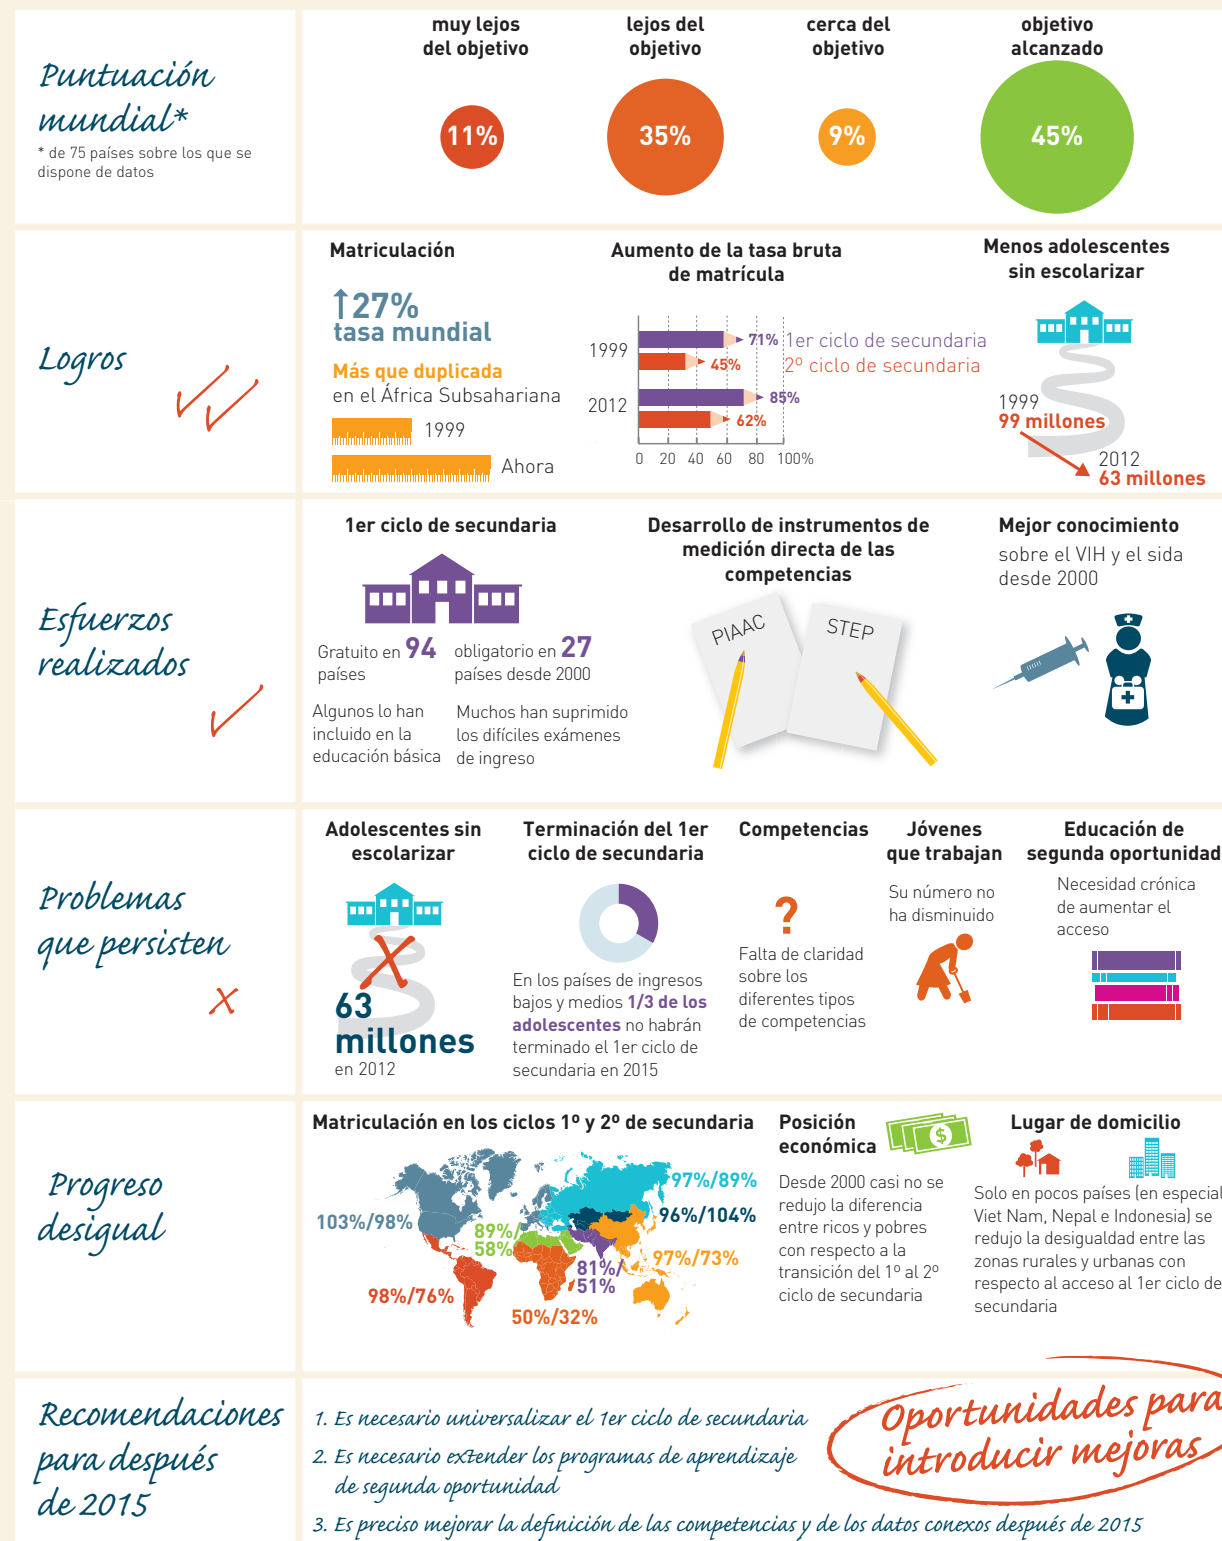 Puntuación
mundial*
* de 75 países sobre los que se
dispone de datos
muy lejos
del objetivo
11%
lejos del
objetivo
35%
cerca del
objetivo
9%
objetivo
alcanzado
45%
Logros
Matriculación
27%
tasa mundial
Más que duplicada
en el África Subsahariana
1999
Ahora
Aumento de la tasa bruta
de matrícula
1999
71% 1er ciclo de secundaria
45% 2º ciclo de secundaria
2012
85%
62%
0 20 40 60 80 100%
Menos adolescentes
sin escolarizar
1999
99 millones
2012
63 millones
Esfuerzos
realizados
1er ciclo de secundaria
Gratuito en 94
países
obligatorio en 27
países desde 2000
Algunos lo han
incluido en la
educación básica
Muchos han suprimido
los difíciles exámenes
de ingreso
Desarrollo de instrumentos de
medición directa de las
competencias
PIAAC
STEP
Mejor conocimiento
sobre el VIH y el sida
desde 2000
Problemas
que persisten
Adolescentes sin
escolarizar
63
millones
en 2012
Terminación del 1er
ciclo de secundaria
En los países de ingresos
bajos y medios 1/3 de los
adolescentes no habrán
terminado el 1er ciclo de
secundaria en 2015
Competencias
?
Falta de claridad
sobre los
diferentes tipos
de competencias
Jóvenes
que trabajan
Su número no
ha disminuido
Educación de
segunda oportunidad
Necesidad crónica
de aumentar el
acceso
Progreso
desigual
Matriculación en los ciclos 1º y 2º de secundaria
103%/98%
97%/89%
96%/104%
89%/
58%
97%/73%
81%/
51%
98%/76%
50%/32%
Posición
económica
$
Desde 2000 casi no se
redujo la diferencia
entre ricos y pobres
con respecto a la
transición del 1º al 2º
ciclo de secundaria
Lugar de domicilio
Solo en pocos países (en especial
Viet Nam, Nepal e Indonesia) se
redujo la desigualdad entre las
zonas rurales y urbanas con
respecto al acceso al 1er ciclo de
secundaria
Recomendaciones
para después
de 2015
1. Es necesario universalizar el 1er ciclo de secundaria
2. Es necesario extender los programas de aprendizaje
de segunda oportunidad
3. Es preciso mejorar la definición de las competencias y de los datos conexos después de 2015
Oportunidades para
introducir mejoras